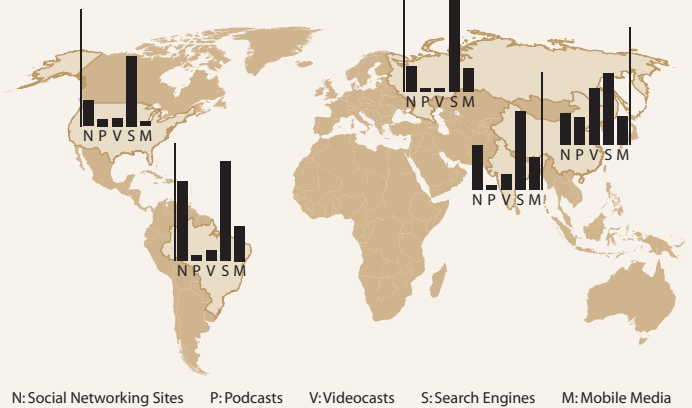 N P V S M
N P V S M
N P V S M
N P V S M
N P V S M
N: Social Networking Sites P: Podcasts V: Videocasts S: Search Engines M: Mobile Media